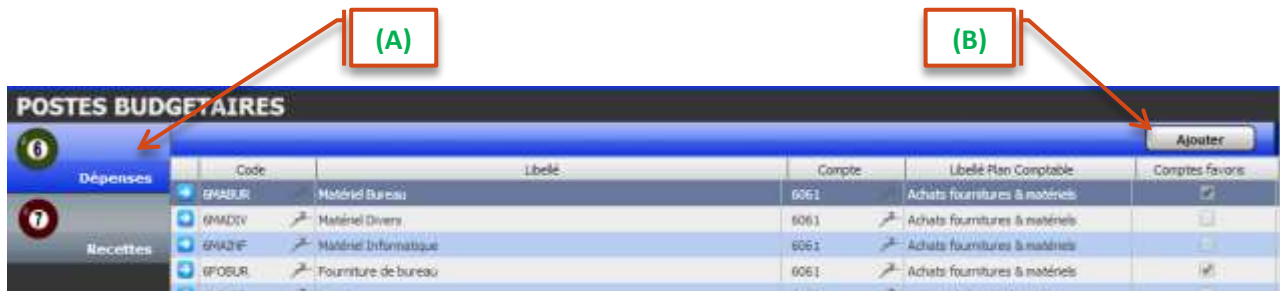 (A) (B)
POSTES BUDGETAIRES
6 Ajouter
Dépenses Code Libellé Compte Libellé Plan Comptable Comptes favoris
6MABUR Matériel Bureau 6061 Achats fournitures & matériels
7 6MADIV Matériel Divers 6061 Achats fournitures & matériels
Recettes 6MAINF Matériel Informatique 6061 Achats fournitures & matériels
6FOBUR Fourniture de bureau 6061 Achats fournitures & matériels